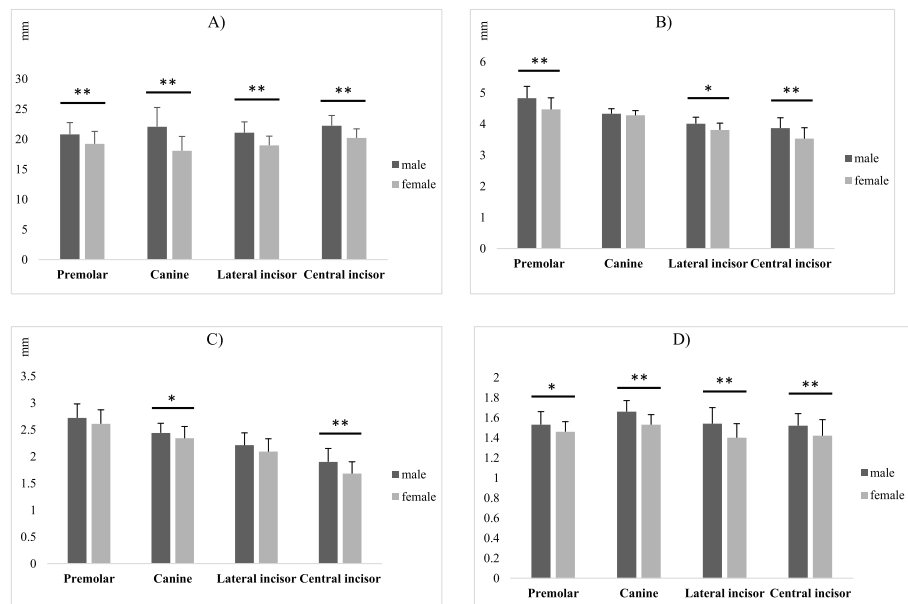 A)
mm
30
25
20
15
10
5
0
**
**
**
**
Premolar Canine Lateral incisor Central incisor
male
female
B)
mm
6
5
4
3
2
1
0
**
*
**
Premolar Canine Lateral incisor Central incisor
male
female
C)
mm
3.5
3
2.5
2
1.5
1
0.5
0
*
**
Premolar Canine Lateral incisor Central incisor
male
female
D)
2
1.8
1.6
1.4
1.2
1
0.8
0.6
0.4
0.2
0
*
**
**
**
Premolar Canine Lateral incisor Central incisor
male
female